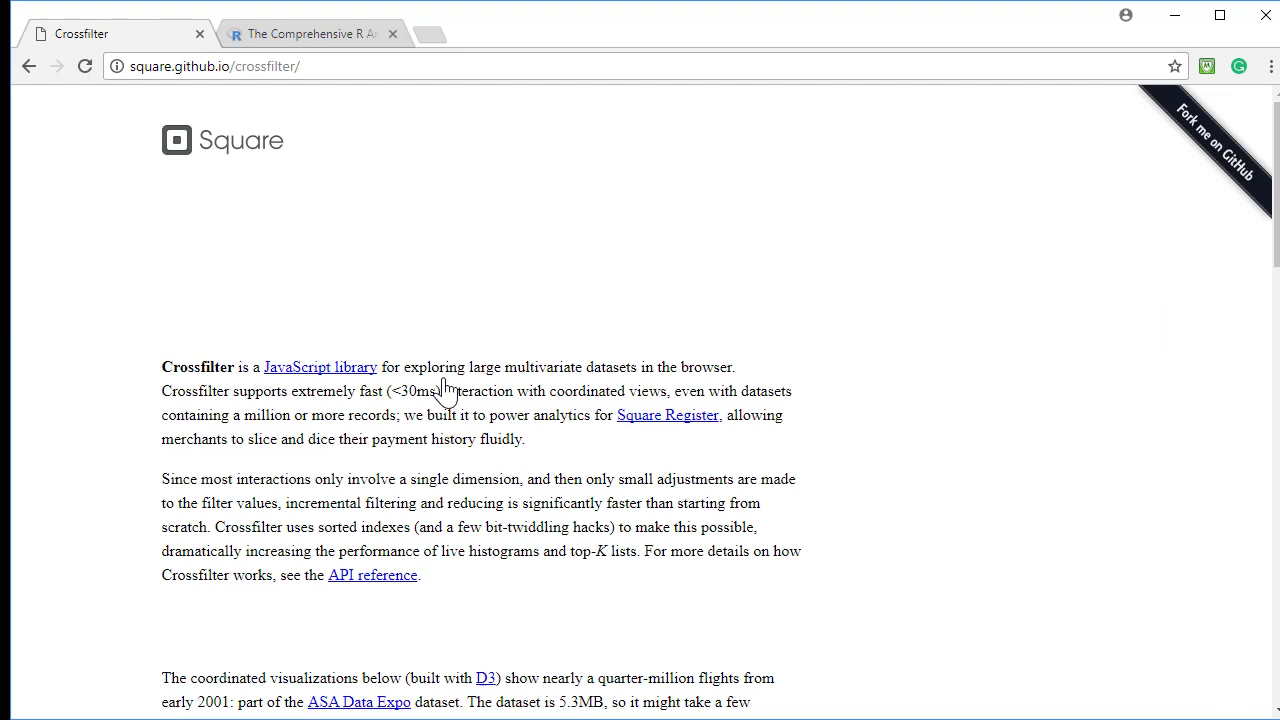 Crossfilter
The Comprehensive R Ar
square.github.io/crossfilter/
Fork me on GitHub
Square
Crossfilter is a JavaScript library for exploring large multivariate datasets in the browser.
Crossfilter supports extremely fast (<30ms) interaction with coordinated views, even with datasets
containing a million or more records; we built it to power analytics for Square Register, allowing
merchants to slice and dice their payment history fluidly.
Since most interactions only involve a single dimension, and then only small adjustments are made
to the filter values, incremental filtering and reducing is significantly faster than starting from
scratch. Crossfilter uses sorted indexes (and a few bit-twiddling hacks) to make this possible,
dramatically increasing the performance of live histograms and top-K lists. For more details on how
Crossfilter works, see the API reference.
The coordinated visualizations below (built with D3) show nearly a quarter-million flights from
early 2001: part of the ASA Data Expo dataset. The dataset is 5.3MB, so it might take a few